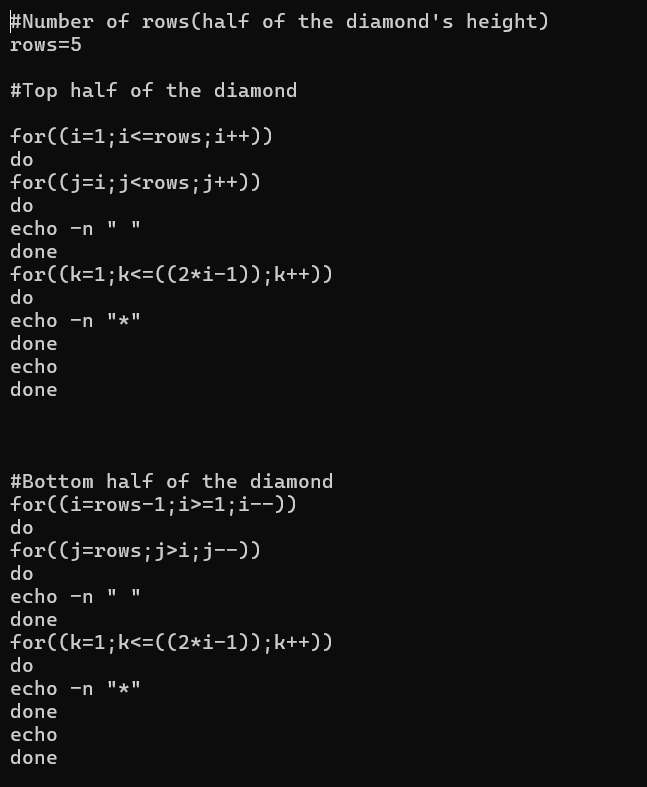 #Number of rows(half of the diamond's height)
rows=5
#Top half of the diamond
for((i=1;i<=rows;i++))
do
for((j=i;j<rows;j++))
do
echo -n " "
done
for((k=1;k<=((2*i-1));k++))
do
echo -n "*"
done
echo
done
#Bottom half of the diamond
for((i=rows-1;i>=1;i--))
do
for((j=rows;j>i;j--))
do
echo -n " "
done
for((k=1;k<=((2*i-1));k++))
do
echo -n "*"
done
echo
done